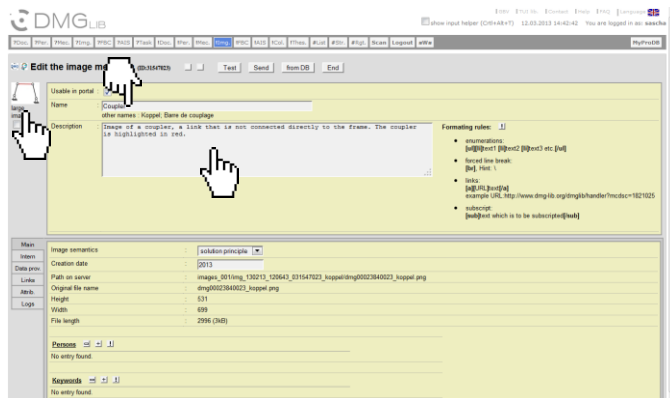 DMGLIB
show input helper (Ctrl+Alt+T) 12.03.2013 14:42:42 You are logged in as: sascha
Scan Logout aWa MyProDB
Edit the image m (ID:31547023) Test Send from DB End
large
Usable in portal :
Name : Coupler
other names : Koppel; Barre de couplage
Description : Image of a coupler, a link that is not connected directly to the frame. The coupler
is highlighted in red.
Formating rules:
enumerations:
[ul][li]text1 [li]text2 [li]text3 etc.[/ul]
forced line break:
[br], Hint: \
links:
[a][URL]text[/a]
example URL:http://www.dmg-lib.org/dmglib/handler?mcdsc=1821025
subscript:
[sub]text which is to be subscripted[/sub]
Main
Intern
Data prov.
Links
Attrib.
Logs
Image semantics : solution principle
Creation date : 2013
Path on server : images_001/img_130213_120643_031547023_koppel/dmg00023840023_koppel.png
Original file name : dmg00023840023_koppel.png
Height : 531
Width : 699
File length : 2996 (3kB)
Persons
No entry found.
Keywords
No entry found.